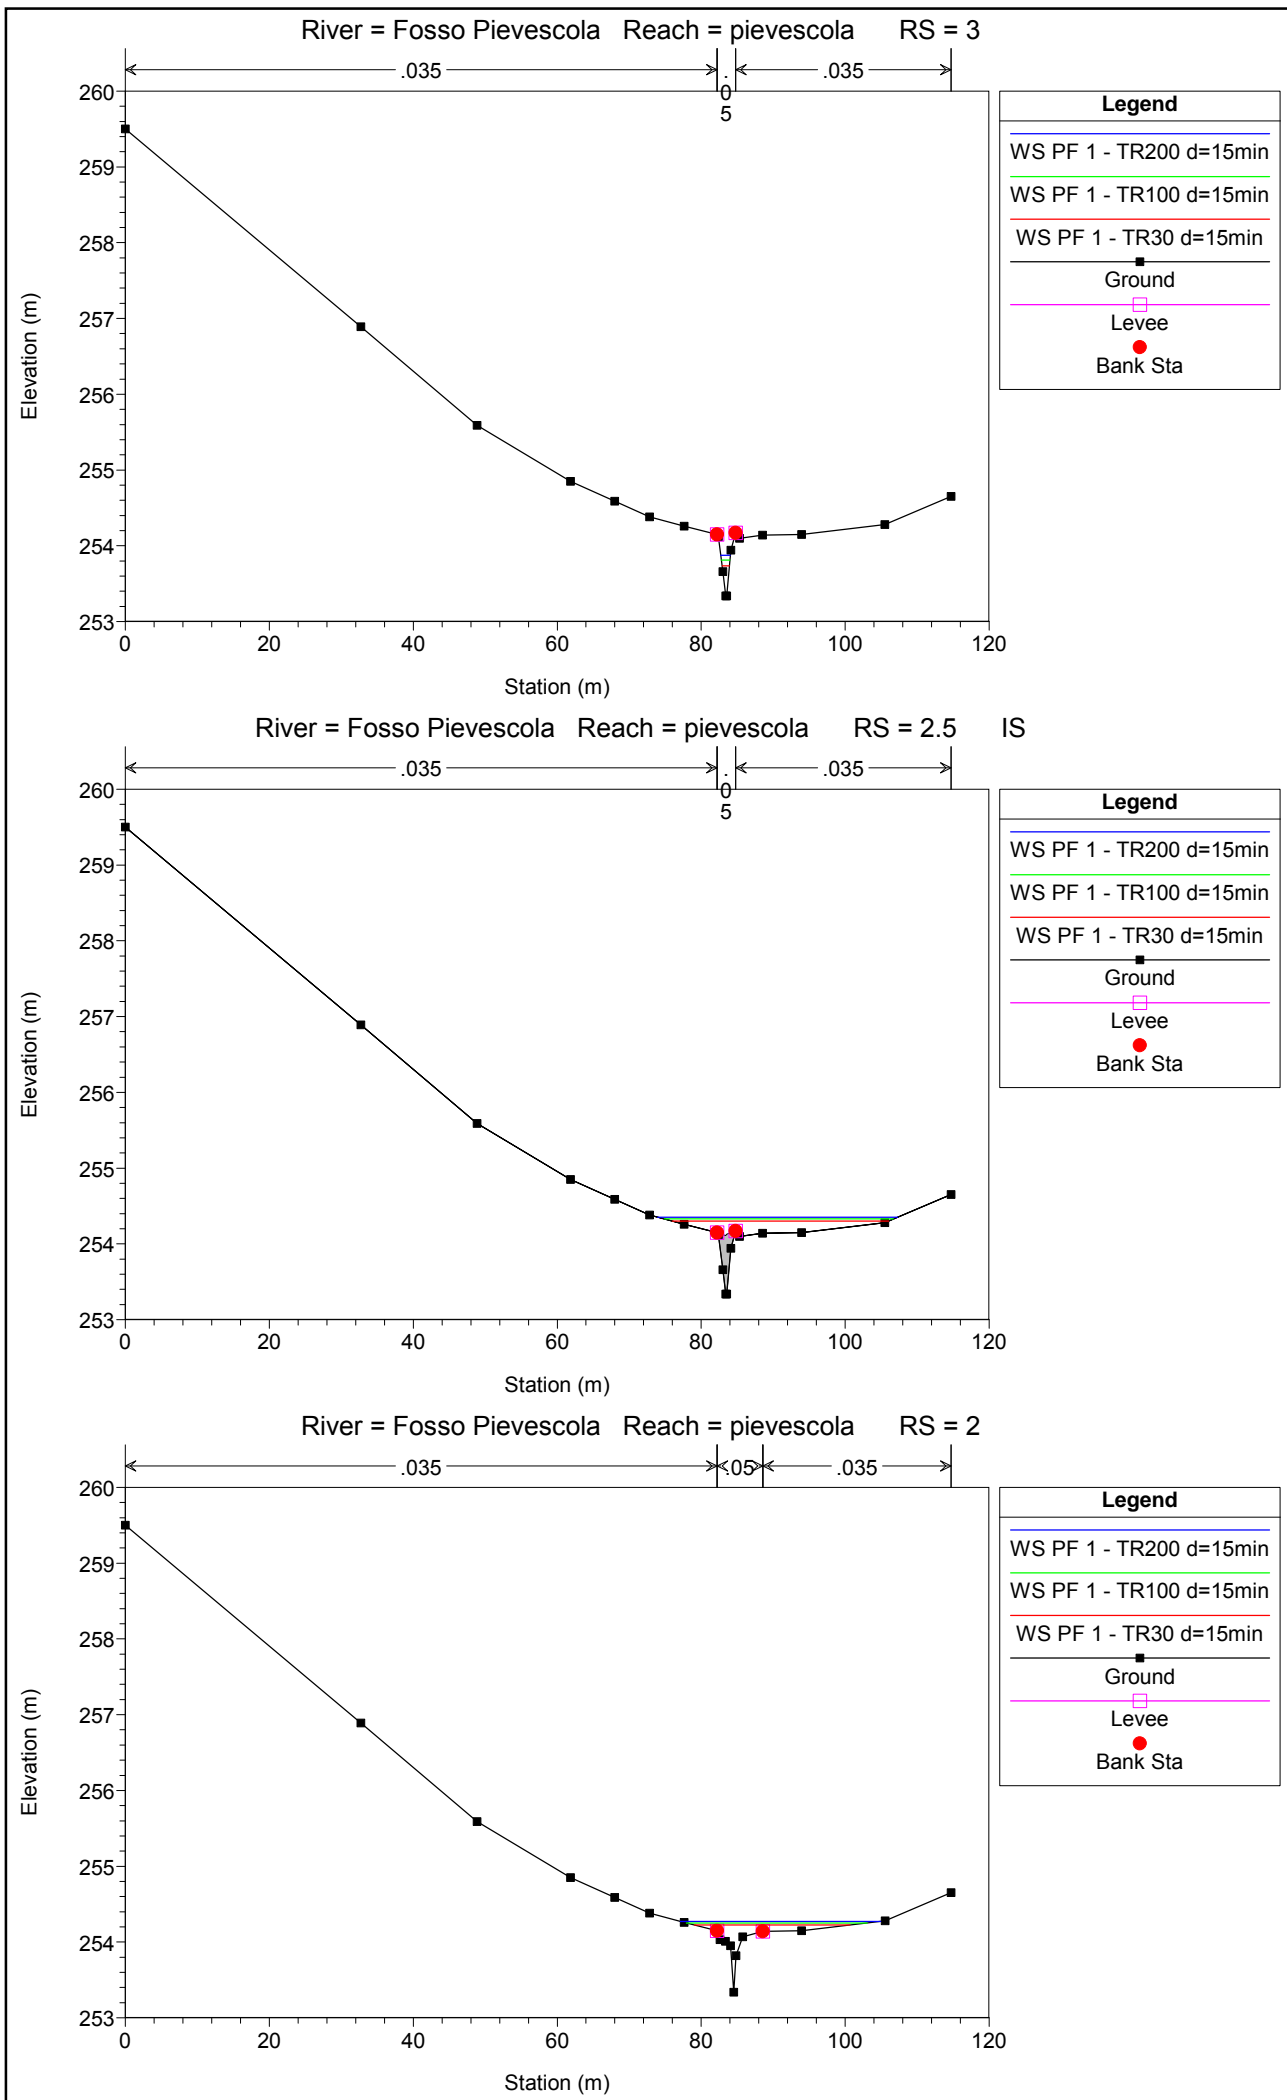 River = Fosso Pievescola Reach = pievescola RS = 3
.035
.05
.035
260
259
258
257
256
255
254
253
Elevation (m)
0 20 40 60 80 100 120
Station (m)
Legend
WS PF 1 - TR200 d=15min
WS PF 1 - TR100 d=15min
WS PF 1 - TR30 d=15min
Ground
Levee
Bank Sta
River = Fosso Pievescola Reach = pievescola RS = 2.5 IS
.035
.05
.035
260
259
258
257
256
255
254
253
Elevation (m)
0 20 40 60 80 100 120
Station (m)
Legend
WS PF 1 - TR200 d=15min
WS PF 1 - TR100 d=15min
WS PF 1 - TR30 d=15min
Ground
Levee
Bank Sta
River = Fosso Pievescola Reach = pievescola RS = 2
.035
.05
.035
260
259
258
257
256
255
254
253
Elevation (m)
0 20 40 60 80 100 120
Station (m)
Legend
WS PF 1 - TR200 d=15min
WS PF 1 - TR100 d=15min
WS PF 1 - TR30 d=15min
Ground
Levee
Bank Sta